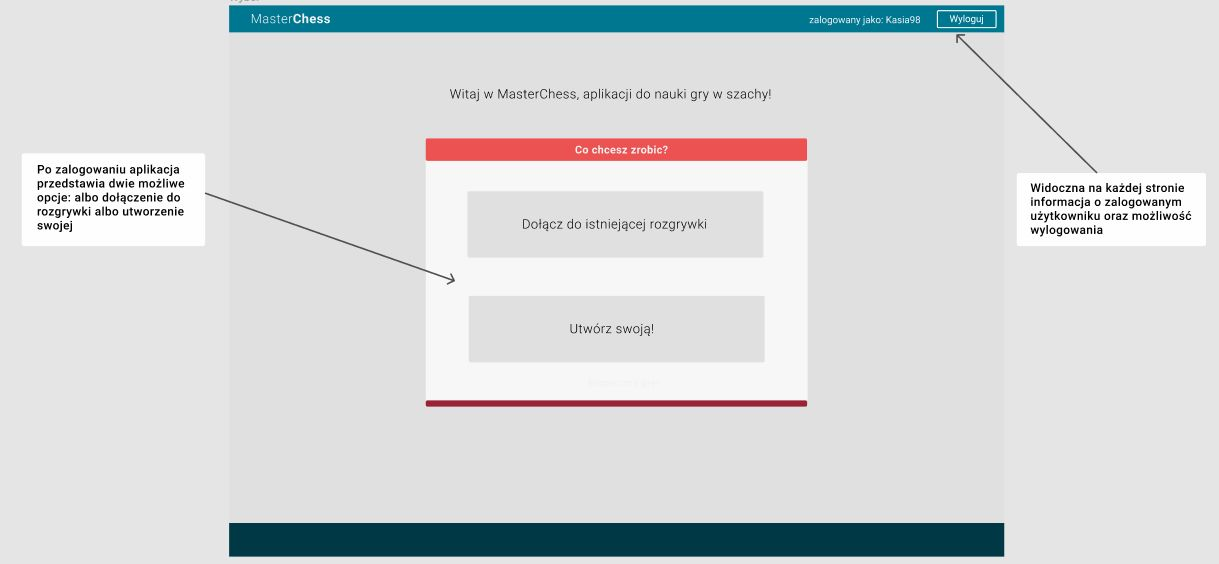 MasterChess
zalogowany jako: Kasia98
Wyloguj
Witaj w MasterChess, aplikacji do nauki gry w szachy!
Co chcesz zrobic?
Po zalogowaniu aplikacja
przedstawia dwie możliwe
opcje: albo dołączenie do
rozgrywki albo utworzenie
swojej
Widoczna na każdej stronie
informacja o zalogowanym
użytkowniku oraz możliwość
wylogowania
Dołącz do istniejącej rozgrywki
Utwórz swoją!